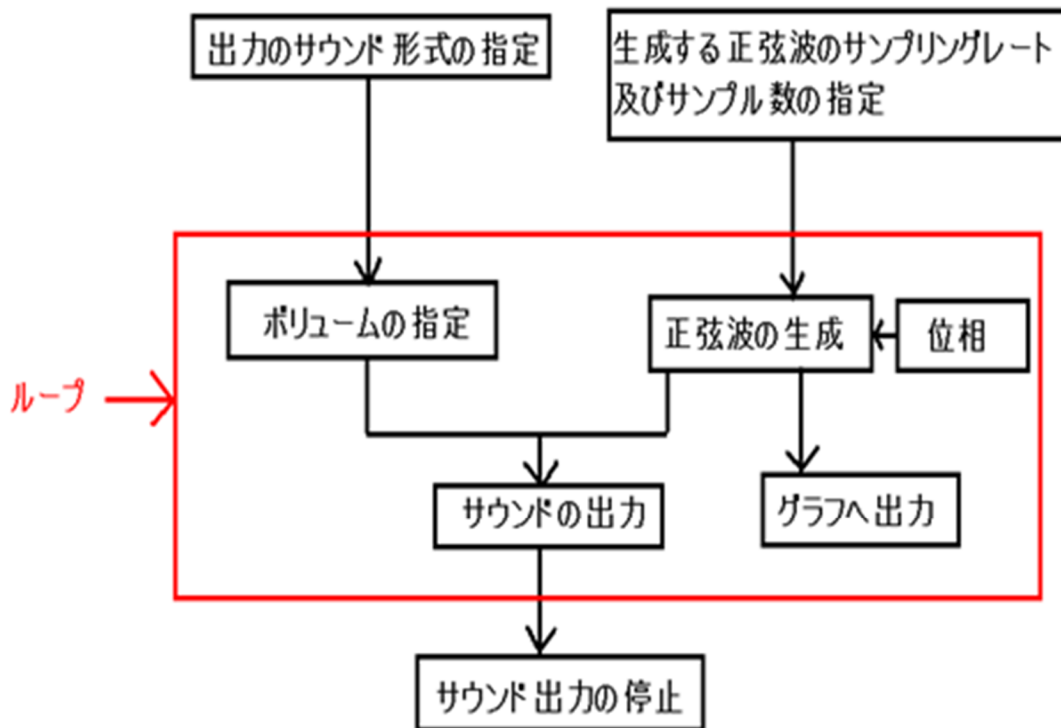 出力のサウンド形式の指定
生成する正弦波のサンプリングレート
及びサンプル数の指定
ボリュームの指定
正弦波の生成
位相
ループ
サウンドの出力
グラフへ出力
サウンド出力の停止